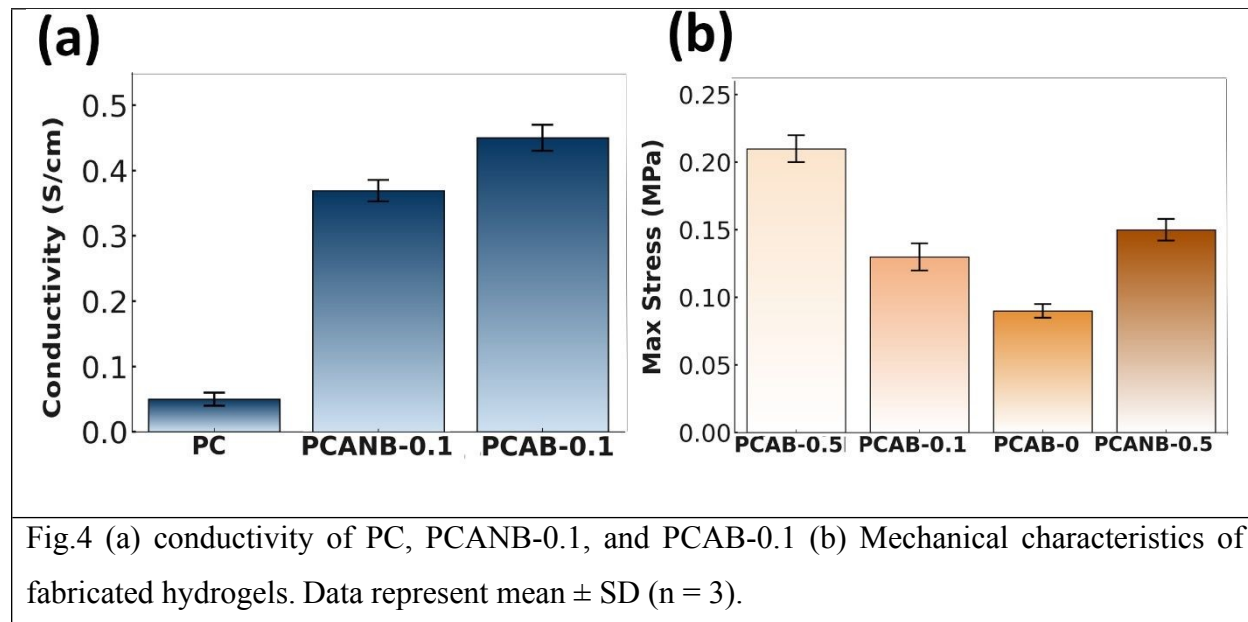 (a)
Conductivity (S/cm)
0.5
0.4
0.3
0.2
0.1
0.0
PC PCANB-0.1 PCAB-0.1
(b)
Max Stress (MPa)
0.25
0.20
0.15
0.10
0.05
0.00
PCAB-0.5 PCAB-0.1 PCAB-0 PCANB-0.5
Fig.4 (a) conductivity of PC, PCANB-0.1, and PCAB-0.1 (b) Mechanical characteristics of
fabricated hydrogels. Data represent mean ± SD (n = 3).